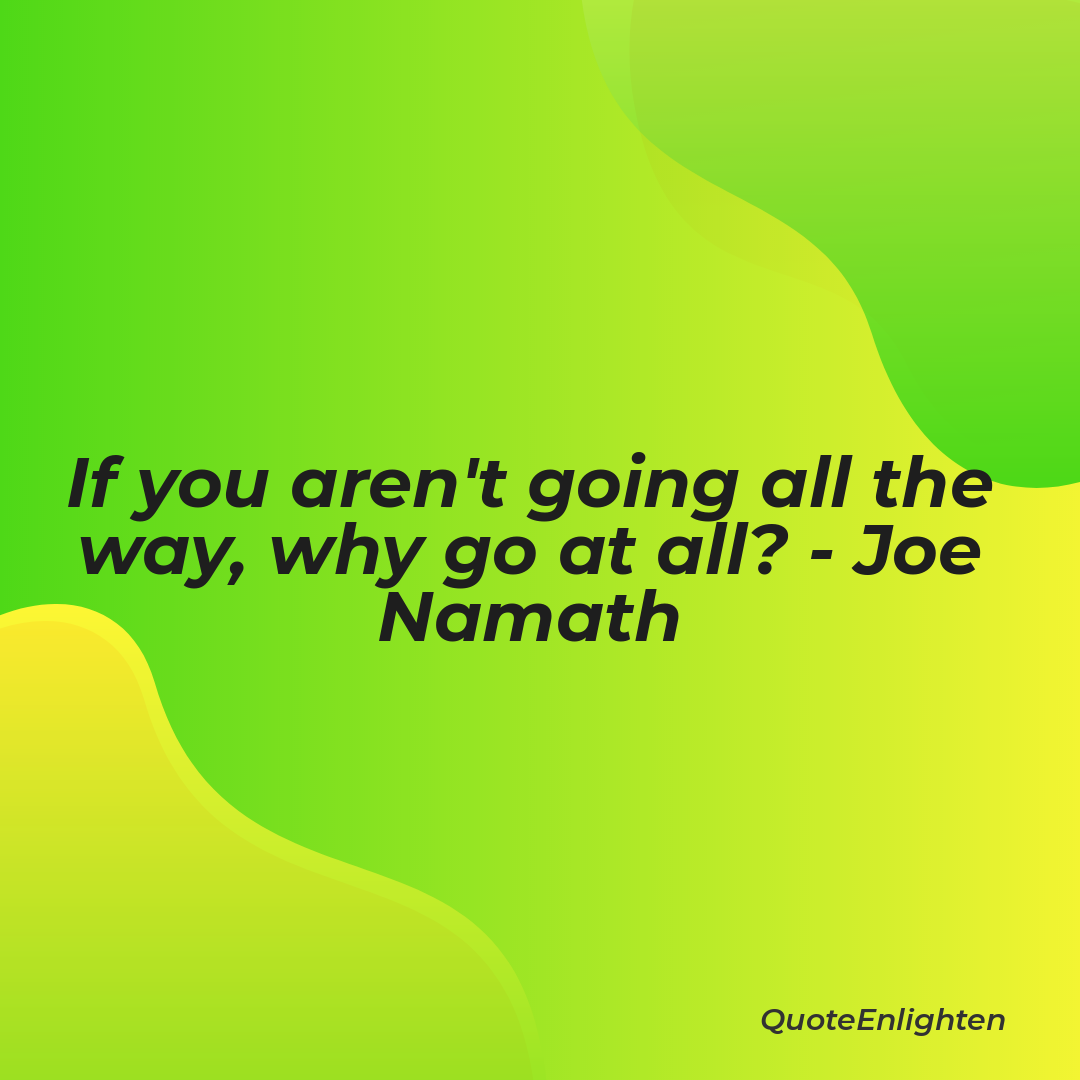 If you aren't going all the
way, why go at all? - Joe
Namath
QuoteEnlighten